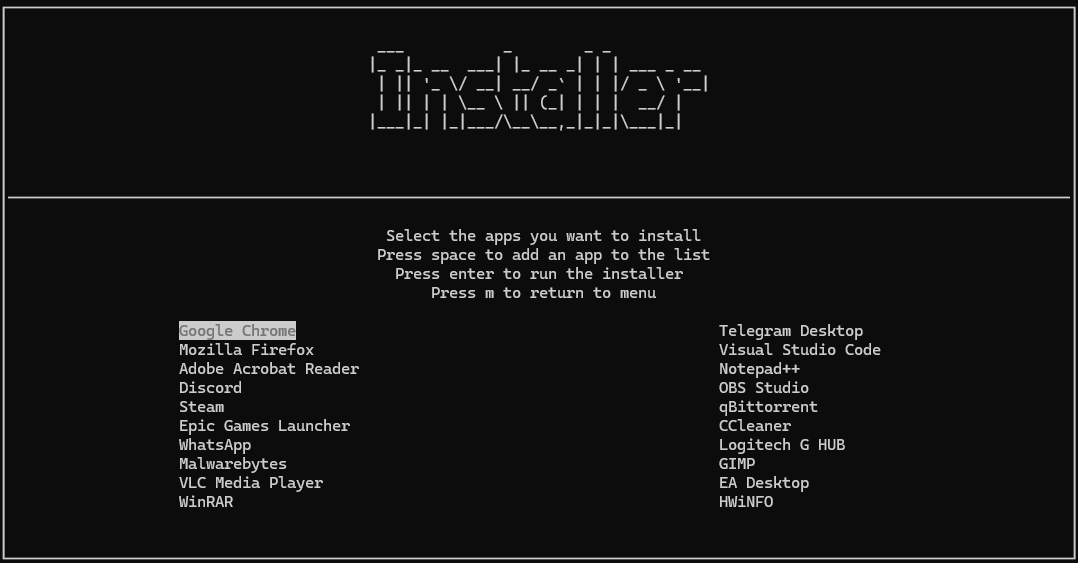 Installer
Select the apps you want to install
Press space to add an app to the list
Press enter to run the installer
Press m to return to menu
Google Chrome
Mozilla Firefox
Adobe Acrobat Reader
Discord
Steam
Epic Games Launcher
WhatsApp
Malwarebytes
VLC Media Player
WinRAR
Telegram Desktop
Visual Studio Code
Notepad++
OBS Studio
qBittorrent
CCleaner
Logitech G HUB
GIMP
EA Desktop
HWiNFO